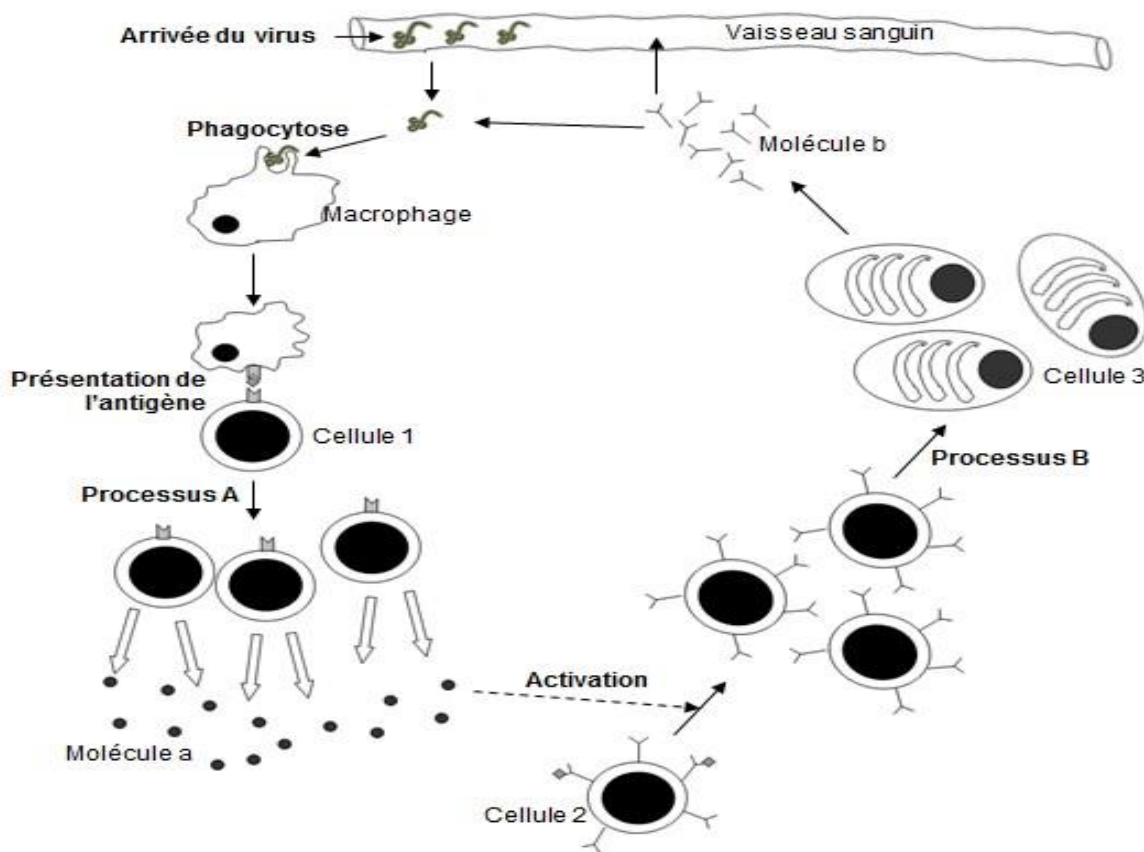 Arrivée du virus
Vaisseau sanguin
Phagocytose
Molécule b
Macrophage
Présentation de
l'antigène
Cellule 1
Cellule 3
Processus A
Processus B
Activation
Molécule a
Cellule 2